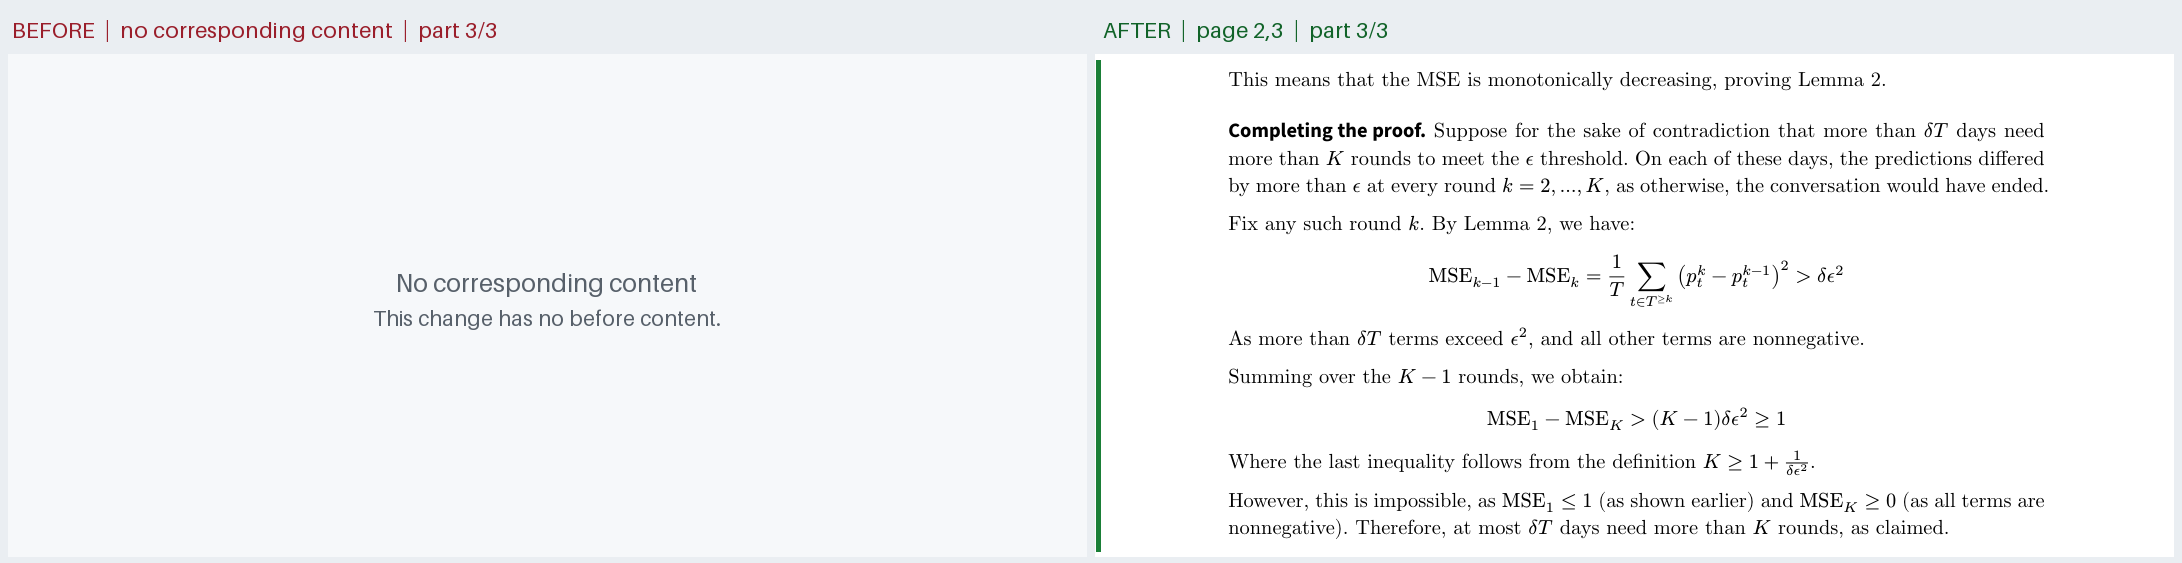 BEFORE | no corresponding content | part 3/3
No corresponding content
This change has no before content.
AFTER | page 2,3 | part 3/3
This means that the MSE is monotonically decreasing, proving Lemma 2.
Completing the proof. Suppose for the sake of contradiction that more than δT days need
more than K rounds to meet the ϵ threshold. On each of these days, the predictions differed
by more than ϵ at every round k = 2, ..., K, as otherwise, the conversation would have ended.
Fix any such round k. By Lemma 2, we have:
MSE_{k−1} − MSE_k = \frac{1}{T} ∑_{t∈T^{≥k}} (p_t^k − p_t^{k−1})^2 > δϵ^2
As more than δT terms exceed ϵ², and all other terms are nonnegative.
Summing over the K − 1 rounds, we obtain:
MSE_1 − MSE_K > (K − 1)δϵ² ≥ 1
Where the last inequality follows from the definition K ≥ 1 + \frac{1}{δϵ²}.
However, this is impossible, as MSE_1 ≤ 1 (as shown earlier) and MSE_K ≥ 0 (as all terms are
nonnegative). Therefore, at most δT days need more than K rounds, as claimed.